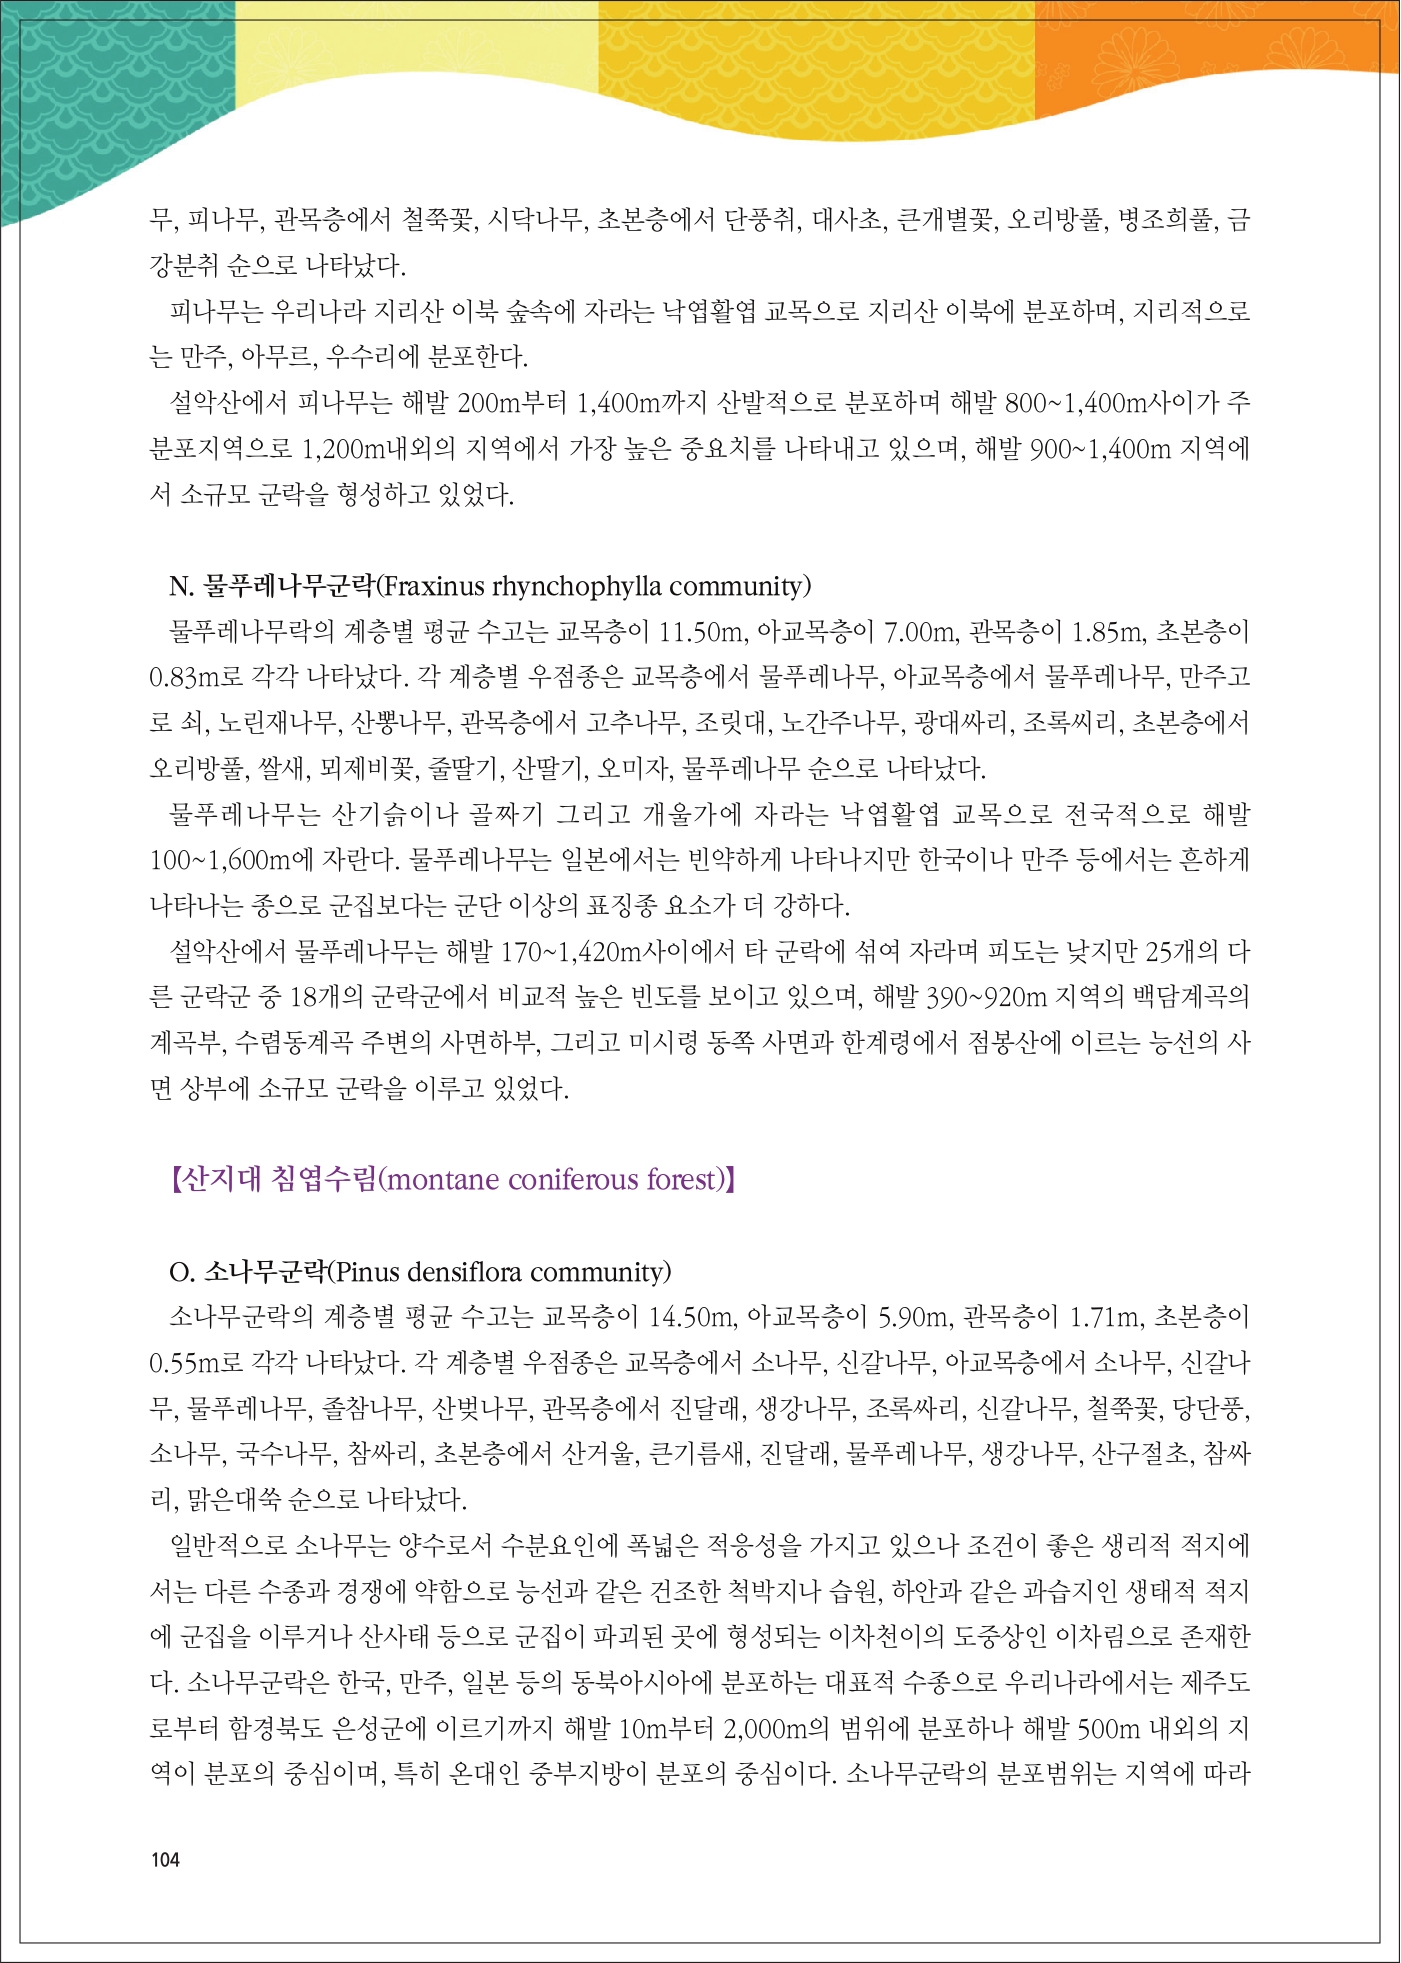 무, 피나무, 관목층에서 철쭉꽃, 시닥나무, 초본층에서 단풍취, 대사초, 큰개별꽃, 오리방풀, 병조희풀, 금
강분취 순으로 나타났다.
피나무는 우리나라 지리산 이북 숲속에 자라는 낙엽활엽 교목으로 지리산 이북에 분포하며, 지리적으로
는 만주, 아무르, 우수리에 분포한다.
설악산에서 피나무는 해발 200m부터 1,400m까지 산발적으로 분포하며 해발 800~1,400m사이가 주
분포지역으로 1,200m내외의 지역에서 가장 높은 중요치를 나타내고 있으며, 해발 900~1,400m 지역에
서 소규모 군락을 형성하고 있었다.
N. 물푸레나무군락(Fraxinus rhynchophylla community)
물푸레나무락의 계층별 평균 수고는 교목층이 11.50m, 아교목층이 7.00m, 관목층이 1.85m, 초본층이
0.83m로 각각 나타났다. 각 계층별 우점종은 교목층에서 물푸레나무, 아교목층에서 물푸레나무, 만주고
로 쇠, 노린재나무, 산뽕나무, 관목층에서 고추나무, 조릿대, 노간주나무, 광대싸리, 조록씨리, 초본층에서
오리방풀, 쌀새, 뫼제비꽃, 줄딸기, 산딸기, 오미자, 물푸레나무 순으로 나타났다.
물푸레나무는 산기슭이나 골짜기 그리고 개울가에 자라는 낙엽활엽 교목으로 전국적으로 해발
100~1,600m에 자란다. 물푸레나무는 일본에서는 빈약하게 나타나지만 한국이나 만주 등에서는 흔하게
나타나는 종으로 군집보다는 군단 이상의 표징종 요소가 더 강하다.
설악산에서 물푸레나무는 해발 170~1,420m사이에서 타 군락에 섞여 자라며 피도는 낮지만 25개의 다
른 군락군 중 18개의 군락군에서 비교적 높은 빈도를 보이고 있으며, 해발 390~920m 지역의 백담계곡의
계곡부, 수렴동계곡 주변의 사면하부, 그리고 미시령 동쪽 사면과 한계령에서 점봉산에 이르는 능선의 사
면 상부에 소규모 군락을 이루고 있었다.
【산지대 침엽수림(montane coniferous forest)】
O. 소나무군락(Pinus densiflora community)
소나무군락의 계층별 평균 수고는 교목층이 14.50m, 아교목층이 5.90m, 관목층이 1.71m, 초본층이
0.55m로 각각 나타났다. 각 계층별 우점종은 교목층에서 소나무, 신갈나무, 아교목층에서 소나무, 신갈나
무, 물푸레나무, 졸참나무, 산벚나무, 관목층에서 진달래, 생강나무, 조록싸리, 신갈나무, 철쭉꽃, 당단풍,
소나무, 국수나무, 참싸리, 초본층에서 산거울, 큰기름새, 진달래, 물푸레나무, 생강나무, 산구절초, 참싸
리, 맑은대쑥 순으로 나타났다.
일반적으로 소나무는 양수로서 수분요인에 폭넓은 적응성을 가지고 있으나 조건이 좋은 생리적 적지에
서는 다른 수종과 경쟁에 약함으로 능선과 같은 건조한 척박지나 습원, 하안과 같은 과습지인 생태적 적지
에 군집을 이루거나 산사태 등으로 군집이 파괴된 곳에 형성되는 이차천이의 도중상인 이차림으로 존재한
다. 소나무군락은 한국, 만주, 일본 등의 동북아시아에 분포하는 대표적 수종으로 우리나라에서는 제주도
로부터 함경북도 은성군에 이르기까지 해발 10m부터 2,000m의 범위에 분포하나 해발 500m 내외의 지
역이 분포의 중심이며, 특히 온대인 중부지방이 분포의 중심이다. 소나무군락의 분포범위는 지역에 따라
104